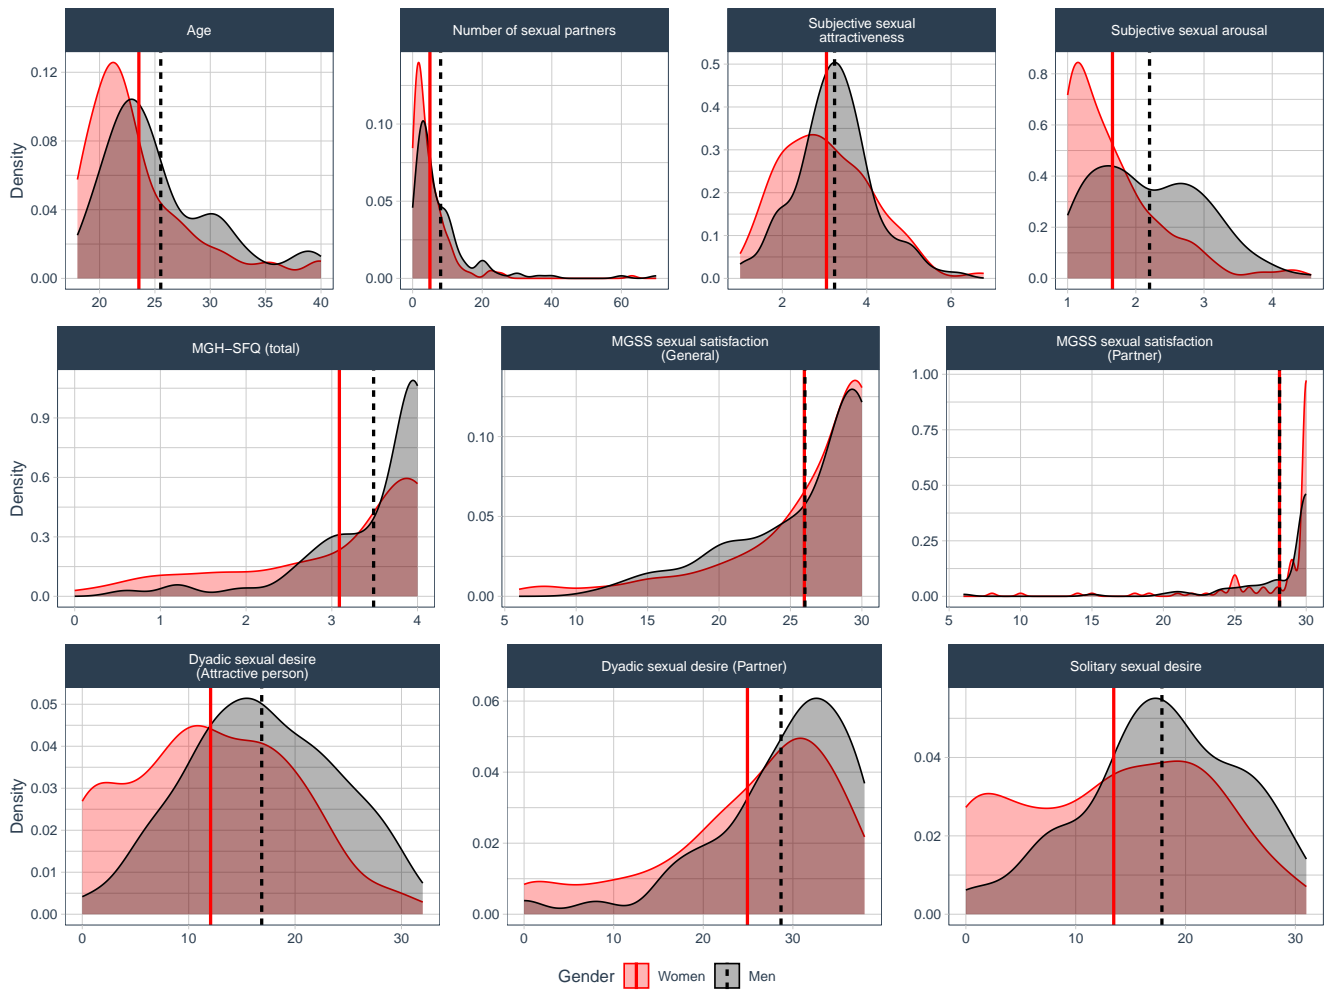 Age
Number of sexual partners
Subjective sexual
attractiveness
Subjective sexual arousal
Density
0.12
0.08
0.04
0.00
20 25 30 35 40
0.10
0.05
0.00
0 20 40 60
0.5
0.4
0.3
0.2
0.1
0.0
2 4 6
0.8
0.6
0.4
0.2
0.0
1 2 3 4
MGH−SFQ (total)
MGSS sexual satisfaction
(General)
MGSS sexual satisfaction
(Partner)
Density
0.9
0.6
0.3
0.0
0 1 2 3 4
0.10
0.05
0.00
5 10 15 20 25 30
1.00
0.75
0.50
0.25
0.00
5 10 15 20 25 30
Dyadic sexual desire
(Attractive person)
Dyadic sexual desire (Partner)
Solitary sexual desire
Density
0.05
0.04
0.03
0.02
0.01
0.00
0 10 20 30
0.06
0.04
0.02
0.00
0 10 20 30
0.04
0.02
0.00
0 10 20 30
Gender Women Men